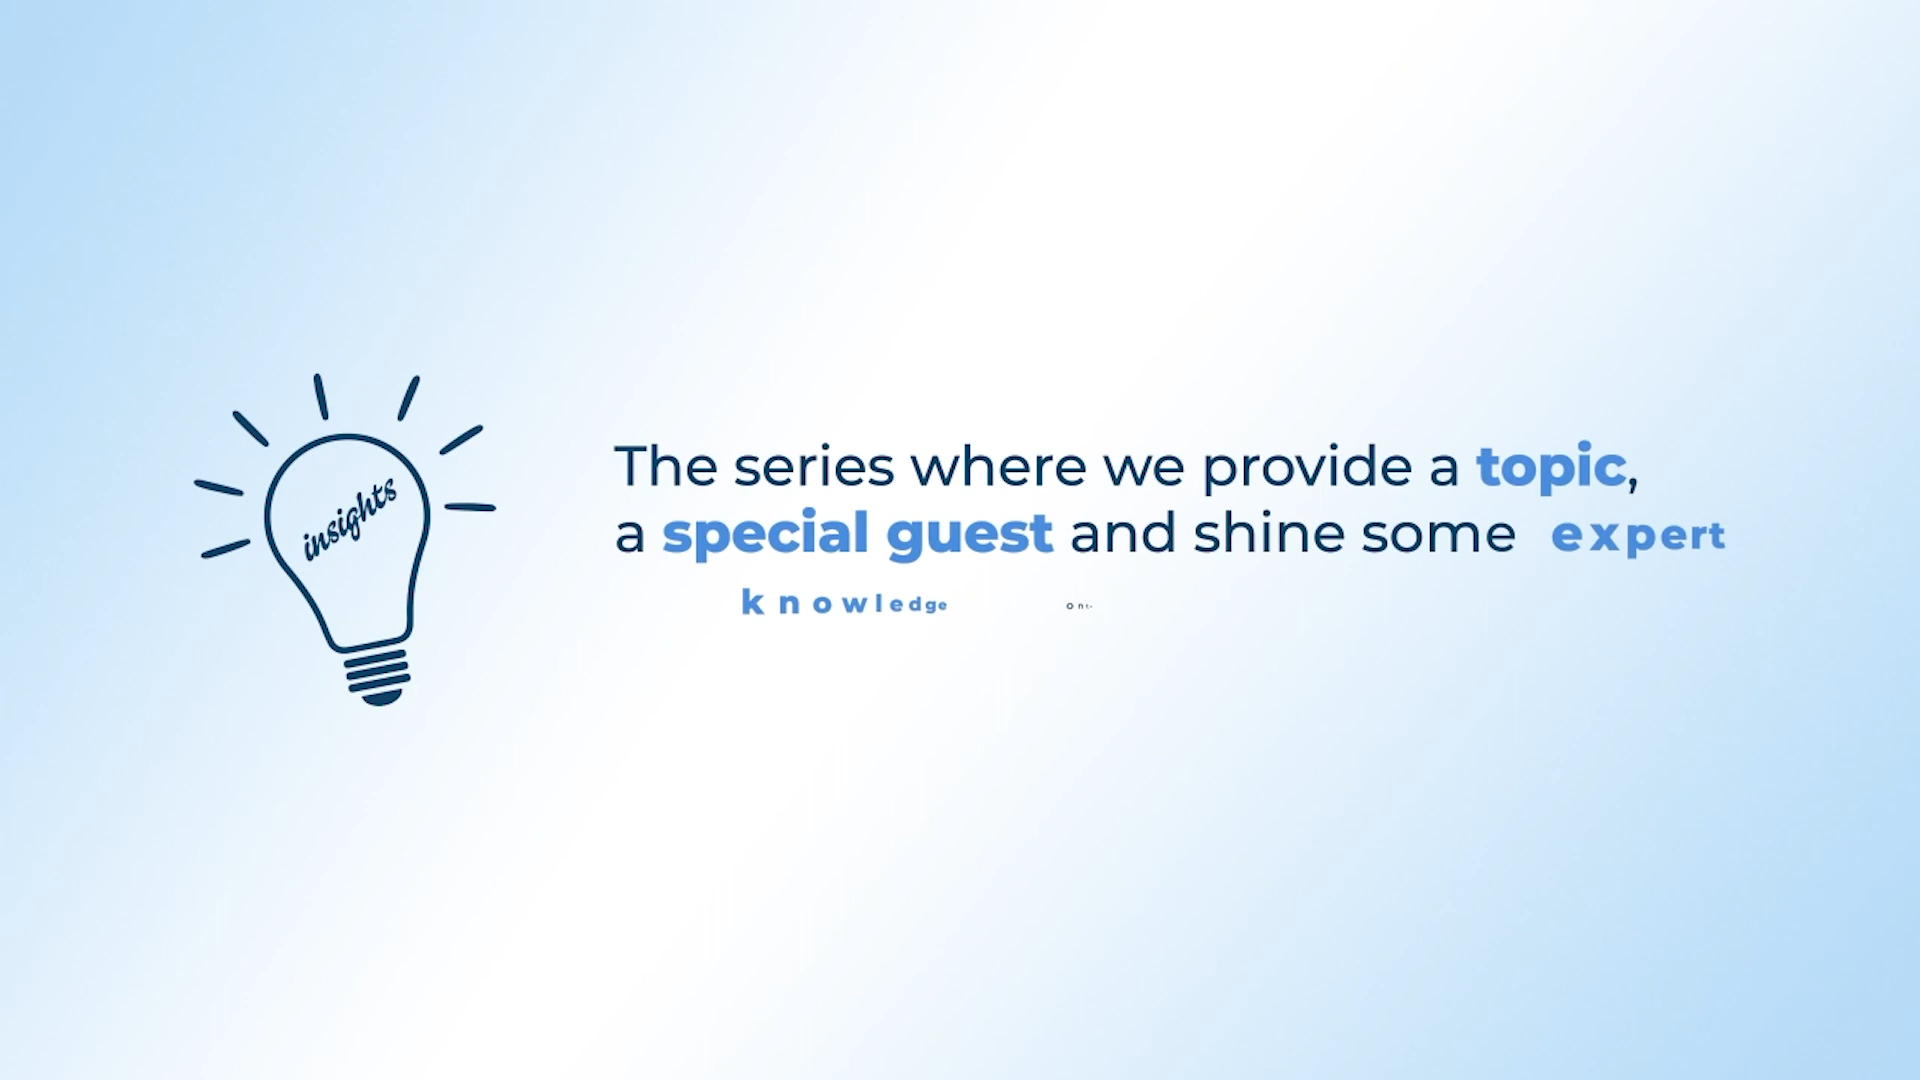 insights
The series where we provide a topic,
a special guest and shine some expert
knowledge